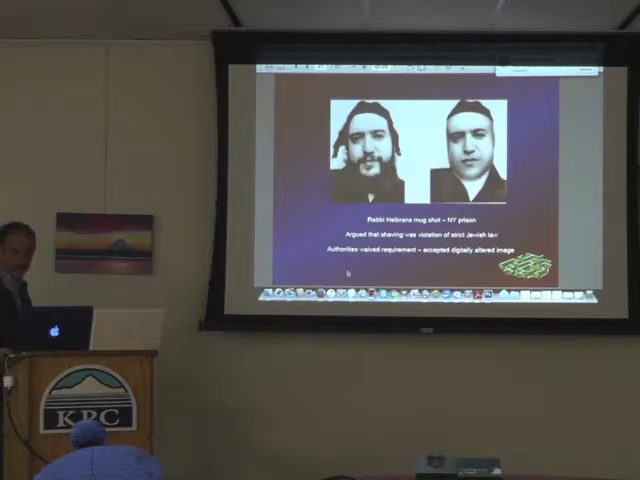 Rabbi Helbrans mug shot – NY prison
Argued that shaving was violation of strict Jewish law
Authorities waived requirement – accepted digitally altered image
KRC